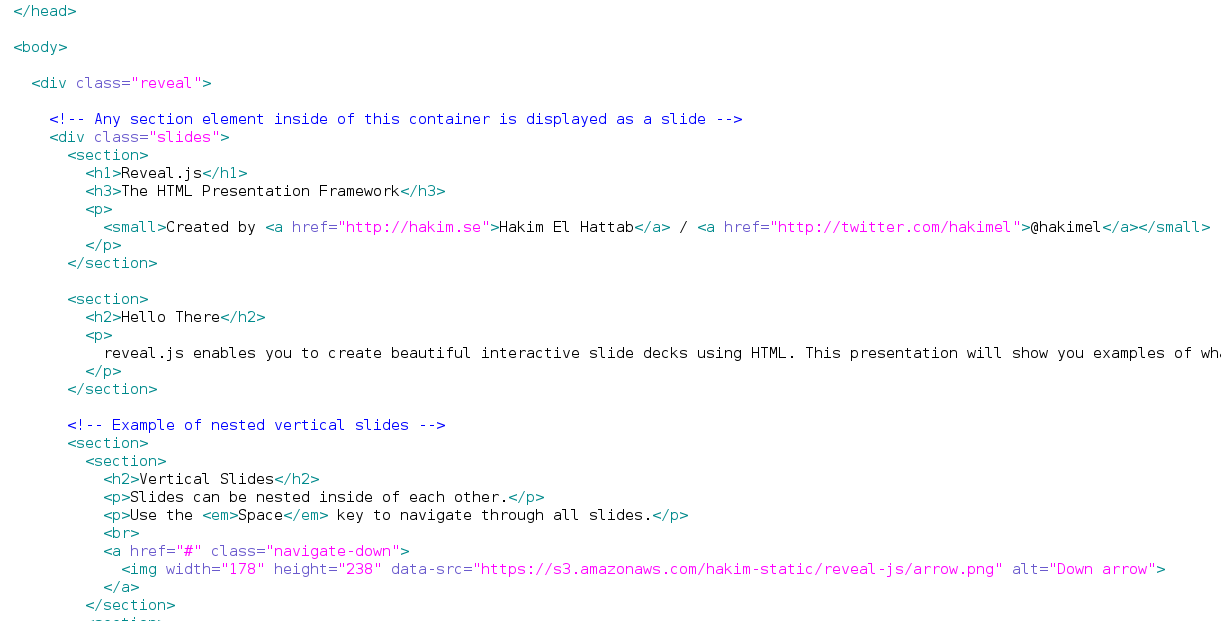 </head>
<body>
<div class="reveal">
<!-- Any section element inside of this container is displayed as a slide -->
<div class="slides">
<section>
<h1>Reveal.js</h1>
<h3>The HTML Presentation Framework</h3>
<p>
<small>Created by <a href="http://hakim.se">Hakim El Hattab</a> / <a href="http://twitter.com/hakimel">@hakimel</a></small>
</p>
</section>
<section>
<h2>Hello There</h2>
<p>
reveal.js enables you to create beautiful interactive slide decks using HTML. This presentation will show you examples of
</p>
</section>
<!-- Example of nested vertical slides -->
<section>
<section>
<h2>Vertical Slides</h2>
<p>Slides can be nested inside of each other.</p>
<p>Use the <em>Space</em> key to navigate through all slides.</p>
<br>
<a href="#" class="navigate-down">
<img width="178" height="238" data-src="https://s3.amazonaws.com/hakim-static/reveal-js/arrow.png" alt="Down arrow">
</a>
</section>